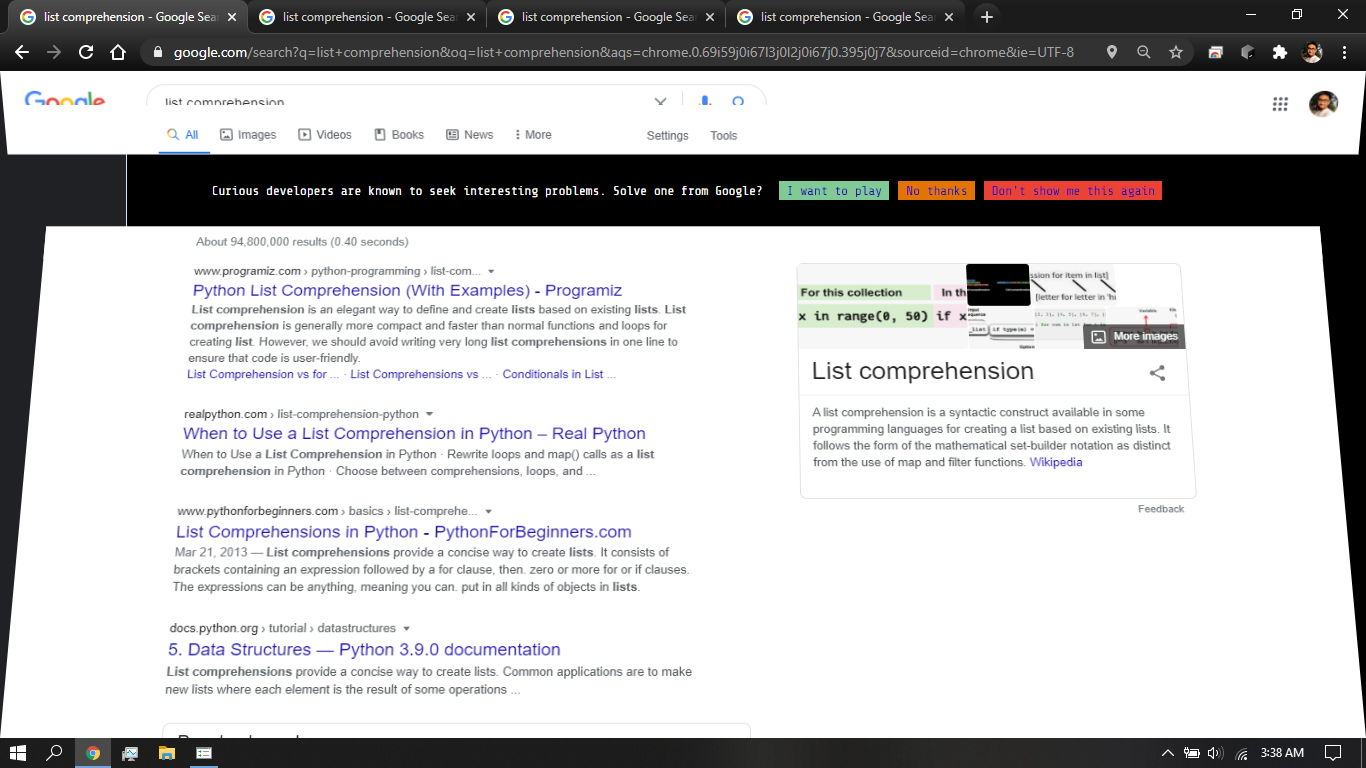 list comprehension - Google Sear
list comprehension - Google Sear
list comprehension - Google Sear
list comprehension - Google Sear
google.com/search?q=list+comprehension&oq=list+comprehension&aqs=chrome.0.69i59j0i67l3j0l2j0i67j0.395j0j7&sourceid=chrome&ie=UTF-8
Google
list comprehension
All Images Videos Books News More Settings Tools
Curious developers are known to seek interesting problems. Solve one from Google? I want to play No thanks Don't show me this again
About 94,800,000 results (0.40 seconds)
www.programiz.com › python-programming › list-com...
Python List Comprehension (With Examples) - Programiz
List comprehension is an elegant way to define and create lists based on existing lists. List
comprehension is generally more compact and faster than normal functions and loops for
creating list. However, we should avoid writing very long list comprehensions in one line to
ensure that code is user-friendly.
List Comprehension vs for ... · List Comprehensions vs ... · Conditionals in List ...
realpython.com › list-comprehension-python
When to Use a List Comprehension in Python – Real Python
When to Use a List Comprehension in Python · Rewrite loops and map() calls as a list
comprehension in Python · Choose between comprehensions, loops, and ...
www.pythonforbeginners.com › basics › list-comprehe...
List Comprehensions in Python - PythonForBeginners.com
Mar 21, 2013 — List comprehensions provide a concise way to create lists. It consists of
brackets containing an expression followed by a for clause, then. zero or more for or if clauses.
The expressions can be anything, meaning you can. put in all kinds of objects in lists.
docs.python.org › tutorial › datastructures
5. Data Structures — Python 3.9.0 documentation
List comprehensions provide a concise way to create lists. Common applications are to make
new lists where each element is the result of some operations ...
For this collection In th
x in range(0, 50) if x
ssion for item in list]
[letter for letter in 'hu
More images
List comprehension
A list comprehension is a syntactic construct available in some
programming languages for creating a list based on existing lists. It
follows the form of the mathematical set-builder notation as distinct
from the use of map and filter functions. Wikipedia
Feedback
3:38 AM